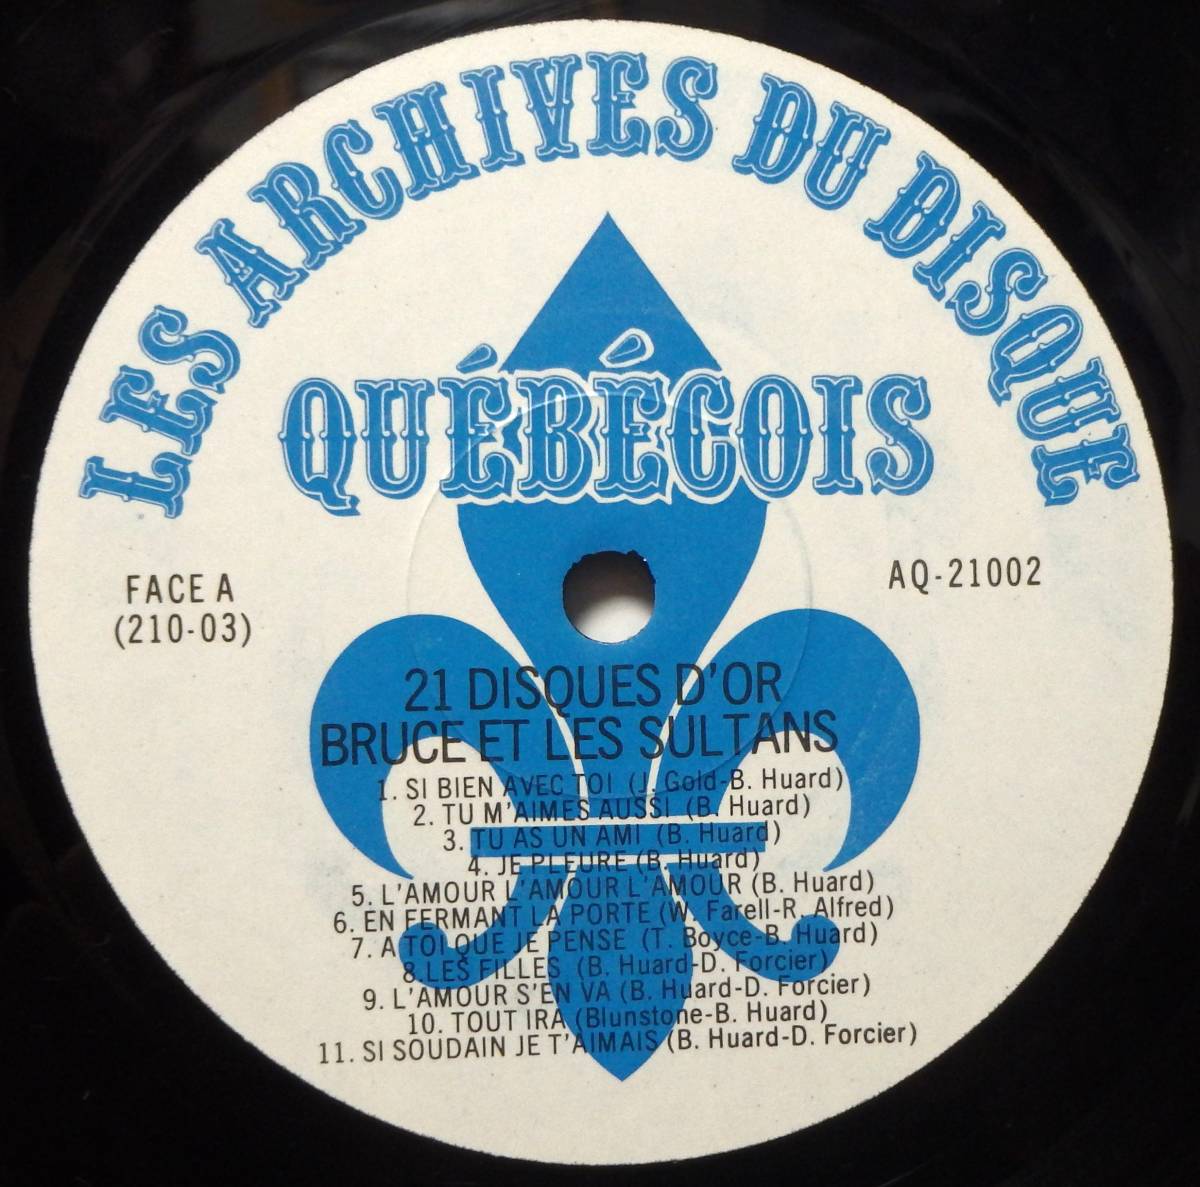 LES ARCHIVES DU DISQUE
QUÉBÉCOIS
FACE A
(210-03)
AQ-21002
21 DISQUES D'OR
BRUCE ET LES SULTANS
1. SI BIEN AVEC TOI (J. Gold-B. Huard)
2. TU M'AIMES AUSSI (B. Huard)
3. TU AS UN AMI (B. Huard)
4. JE PLEURE (B. Huard)
5. L'AMOUR L'AMOUR L'AMOUR (B. Huard)
6. EN FERMANT LA PORTE (W. Farell-R. Alfred)
7. A TOI QUE JE PENSE (T. Boyce-B. Huard)
8. LES FILLES (B. Huard-D. Forcier)
9. L'AMOUR S'EN VA (B. Huard-D. Forcier)
10. TOUT IRA (Blunstone-B. Huard)
11. SI SOUDAIN JE T'AIMAIS (B. Huard-D. Forcier)